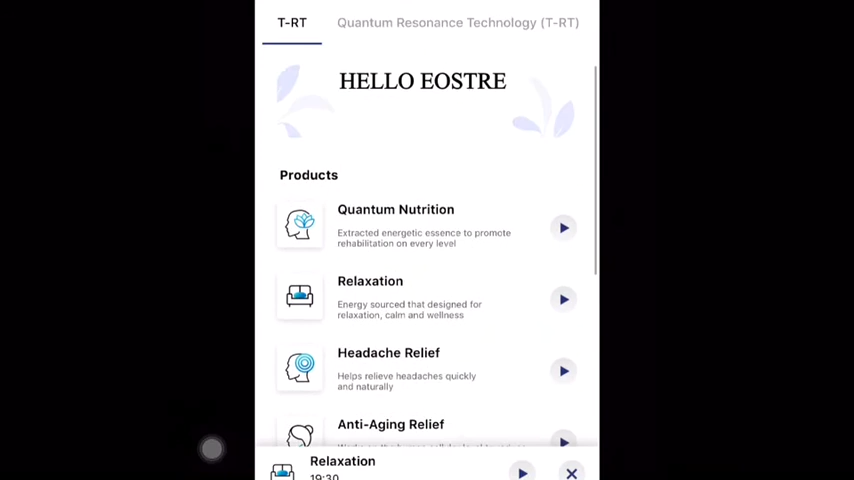 T-RT
Quantum Resonance Technology (T-RT)
HELLO EOSTRE
Products
Quantum Nutrition
Extracted energetic essence to promote
rehabilitation on every level
Relaxation
Energy sourced that designed for
relaxation, calm and wellness
Headache Relief
Helps relieve headaches quickly
and naturally
Anti-Aging Relief
Relaxation
19:30